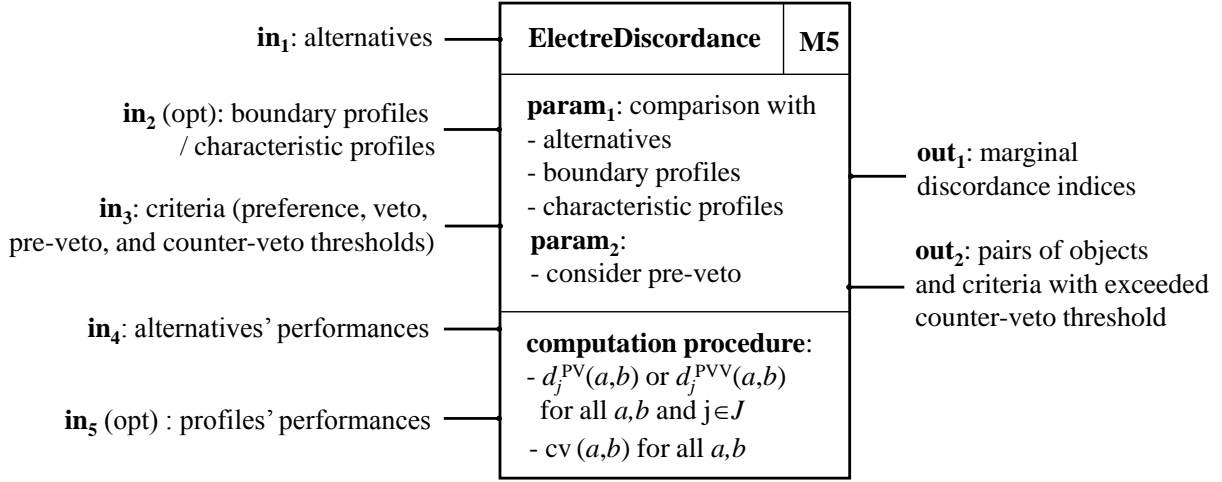 in₁: alternatives
in₂ (opt): boundary profiles
/ characteristic profiles
in₃: criteria (preference, veto,
pre-veto, and counter-veto thresholds)
in₄: alternatives’ performances
in₅ (opt) : profiles’ performances
ElectreDiscordance
M5
param₁: comparison with
- alternatives
- boundary profiles
- characteristic profiles
param₂:
- consider pre-veto
computation procedure:
- dⱼᴾⱽ(a,b) or dⱼᴾⱽⱽ(a,b)
for all a,b and j∈J
- cv (a,b) for all a,b
out₁: marginal
discordance indices
out₂: pairs of objects
and criteria with exceeded
counter-veto threshold